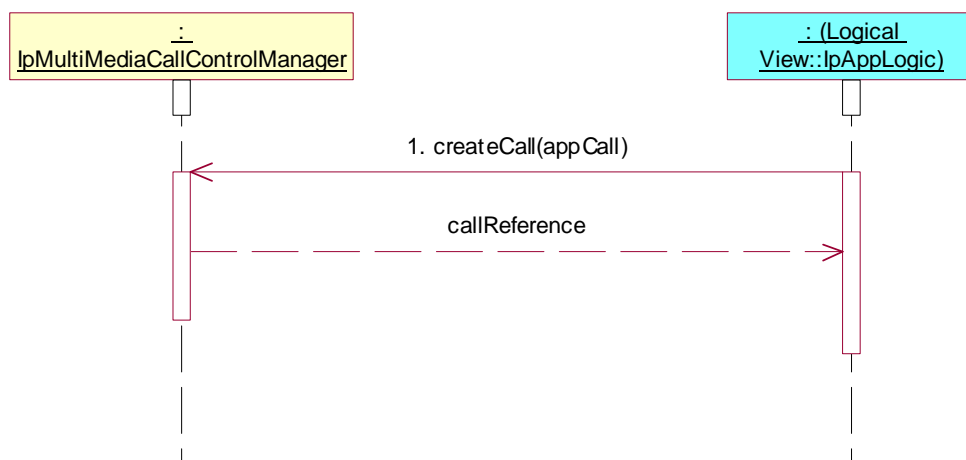 :
IpMultiMediaCallControlManager
: (Logical
View::IpAppLogic)
1. createCall(appCall)
callReference